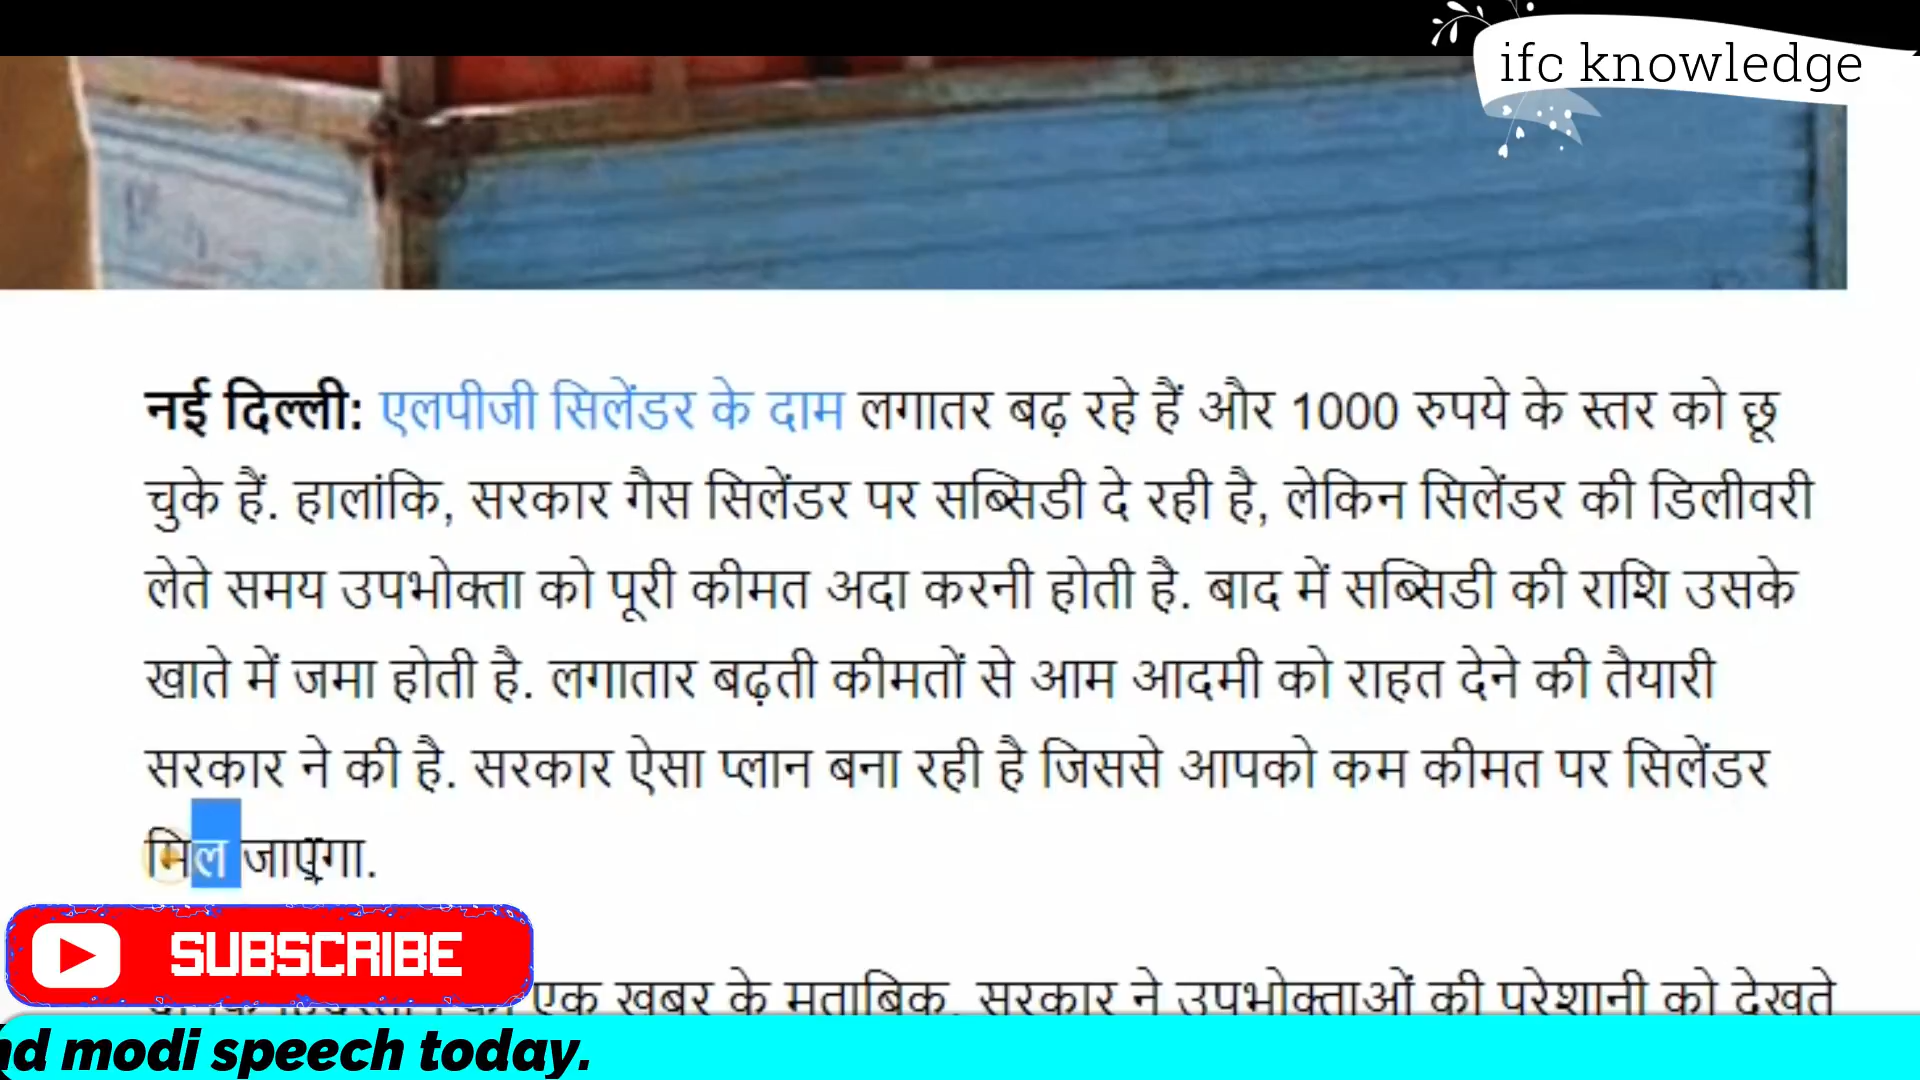 ifc knowledge
नई दिल्ली: एलपीजी सिलेंडर के दाम लगातर बढ़ रहे हैं और 1000 रुपये के स्तर को छू
चुके हैं. हालांकि, सरकार गैस सिलेंडर पर सब्सिडी दे रही है, लेकिन सिलेंडर की डिलीवरी
लेते समय उपभोक्ता को पूरी कीमत अदा करनी होती है. बाद में सब्सिडी की राशि उसके
खाते में जमा होती है. लगातार बढ़ती कीमतों से आम आदमी को राहत देने की तैयारी
सरकार ने की है. सरकार ऐसा प्लान बना रही है जिससे आपको कम कीमत पर सिलेंडर
मिल जाएगा.
SUBSCRIBE
एक खबर के मुताबिक, सरकार ने उपभोक्ताओं की परेशानी को देखते
modi speech today.